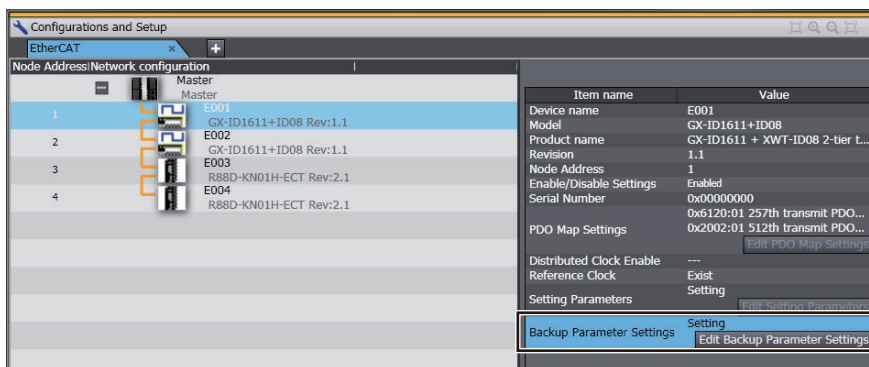 Configurations and Setup
EtherCAT
Node Address Network configuration
Master
Master
1
E001
GX-ID1611+ID08 Rev:1.1
2
E002
GX-ID1611+ID08 Rev:1.1
3
E003
R88D-KN01H-ECT Rev:2.1
4
E004
R88D-KN01H-ECT Rev:2.1
Item name Value
Device name E001
Model GX-ID1611+ID08
Product name GX-ID1611 + XWT-ID08 2-tier t...
Revision 1.1
Node Address 1
Enable/Disable Settings Enabled
Serial Number 0x00000000
PDO Map Settings 0x6120:01 257th transmit PDO...
0x2002:01 512th transmit PDO...
Edit PDO Map Settings
Distributed Clock Enable ---
Reference Clock Exist
Setting Parameters Setting
Edit Setting Parameters
Backup Parameter Settings Setting
Edit Backup Parameter Settings